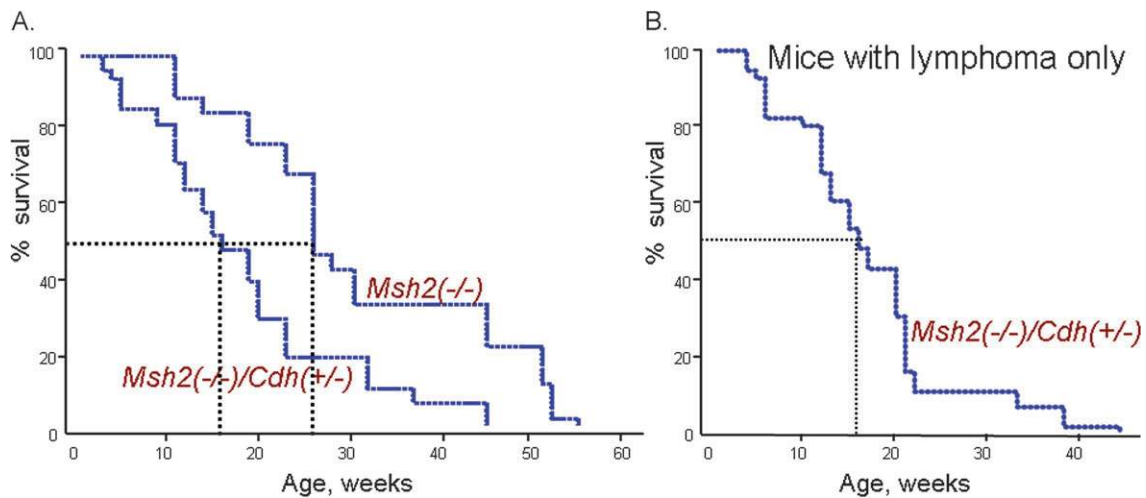 A.
100
80
60
40
20
0
% survival
Msh2(-/-)
Msh2(-/-)/Cdh(+/-)
0 10 20 30 40 50 60
Age, weeks
B.
Mice with lymphoma only
100
80
60
40
20
0
% survival
Msh2(-/-)/Cdh(+/-)
0 10 20 30 40
Age, weeks